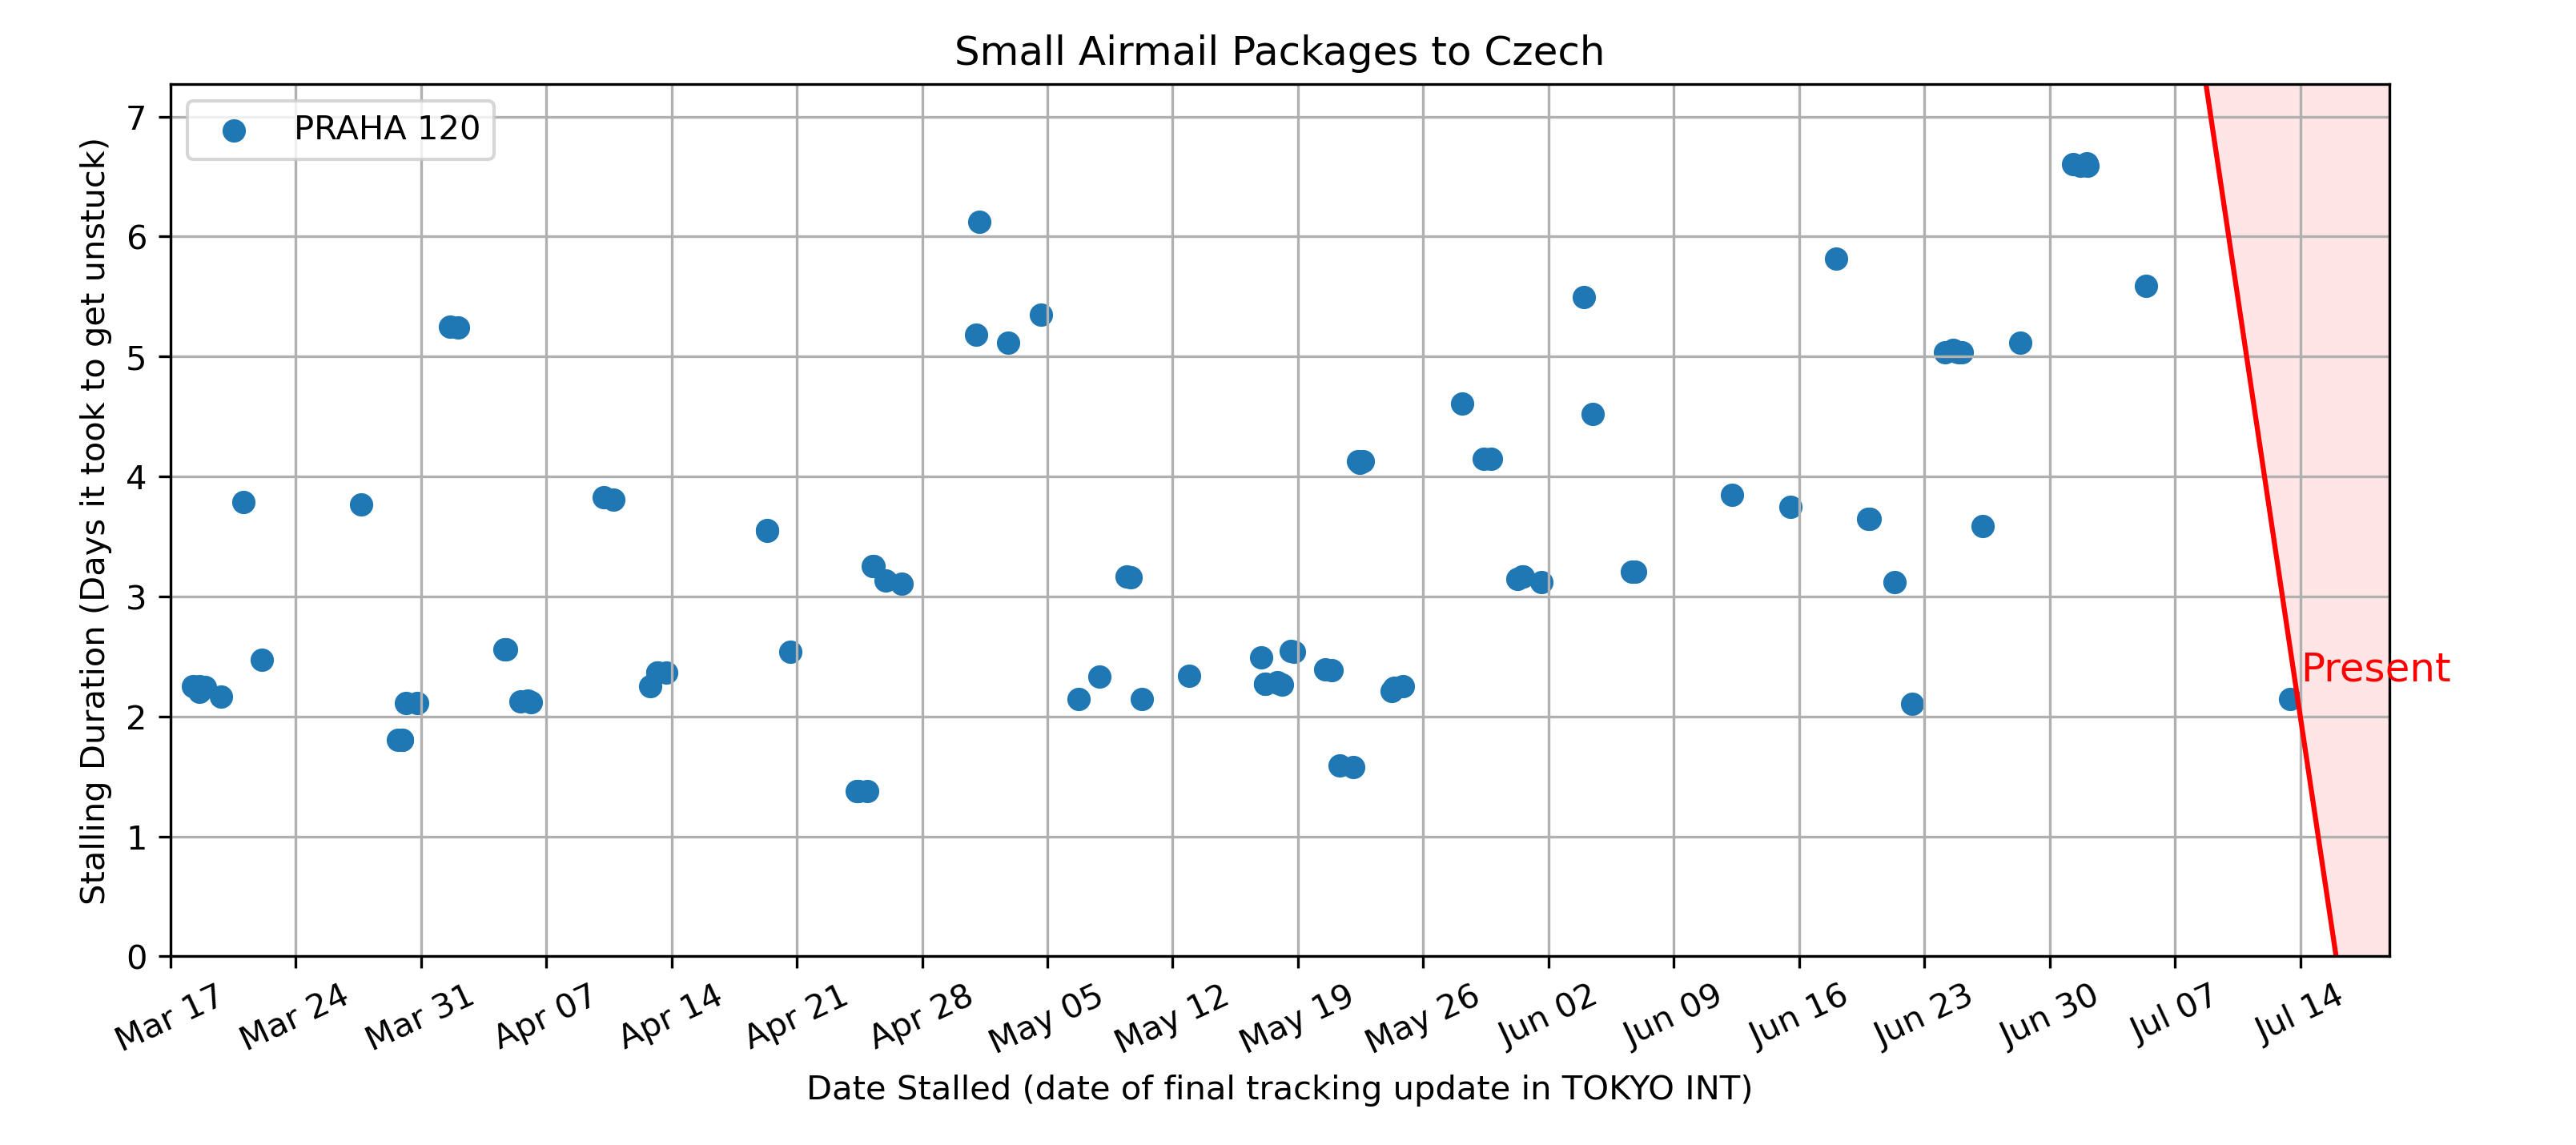 Small Airmail Packages to Czech
PRAHA 120
Stalling Duration (Days it took to get unstuck)
7
6
5
4
3
2
1
0
Present
Mar 17
Mar 24
Mar 31
Apr 07
Apr 14
Apr 21
Apr 28
May 05
May 12
May 19
May 26
Jun 02
Jun 09
Jun 16
Jun 23
Jun 30
Jul 07
Jul 14
Date Stalled (date of final tracking update in TOKYO INT)